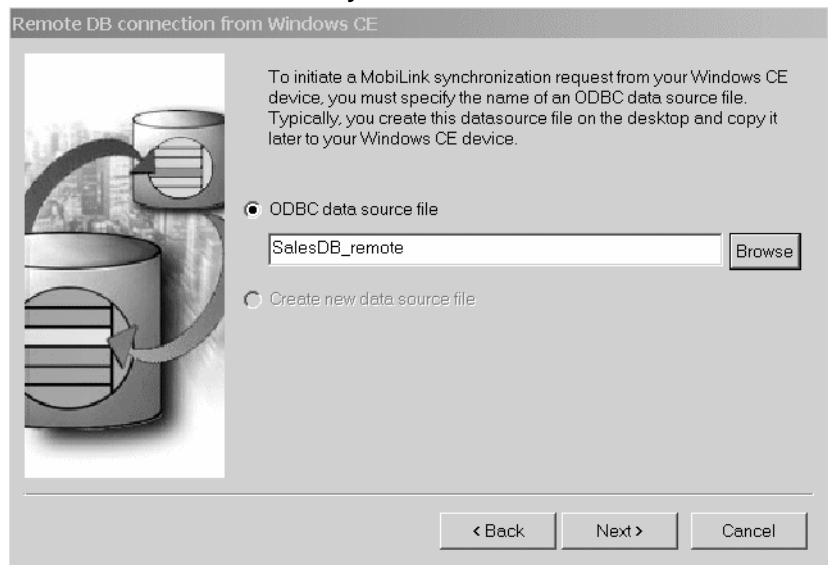 Remote DB connection from Windows CE
To initiate a MobiLink synchronization request from your Windows CE
device, you must specify the name of an ODBC data source file.
Typically, you create this datasource file on the desktop and copy it
later to your Windows CE device.
ODBC data source file
SalesDB_remote
Browse
Create new data source file
< Back
Next >
Cancel